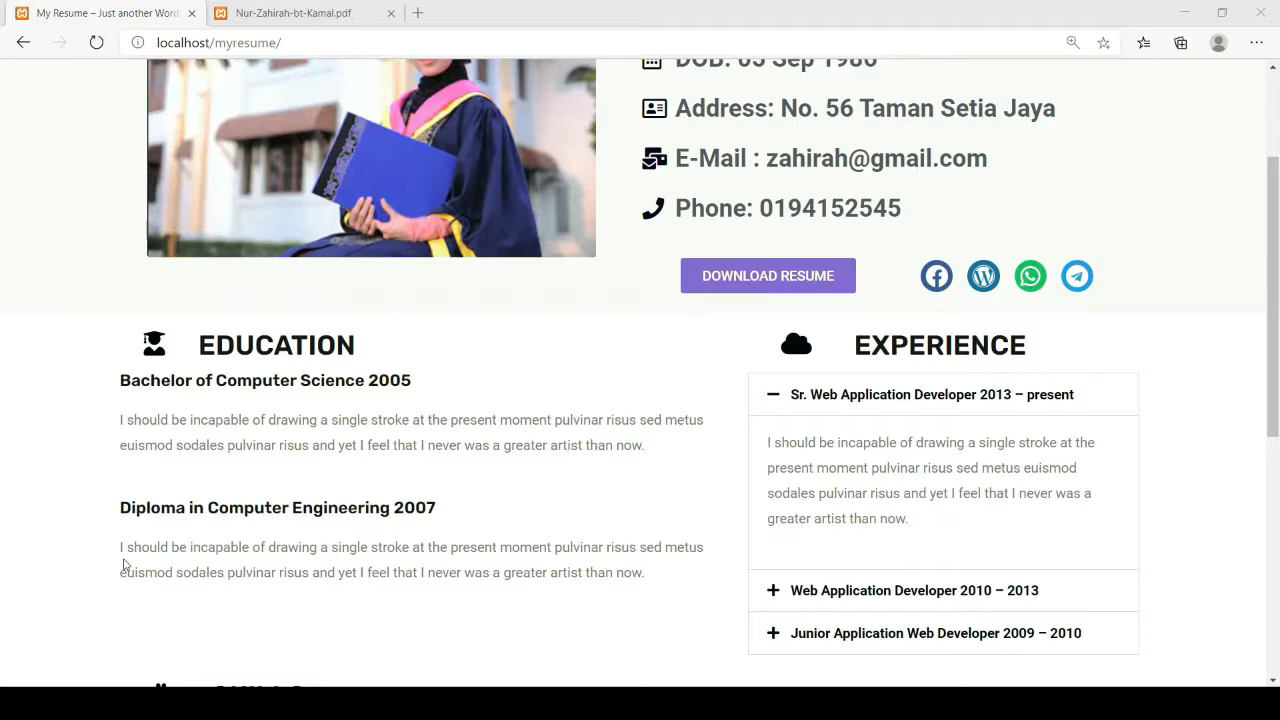 My Resume – Just another Word
Nur-Zahirah-bt-Kamal.pdf
localhost/myresume/
DOB: 05 Sep 1986
Address: No. 56 Taman Setia Jaya
E-Mail : zahirah@gmail.com
Phone: 0194152545
DOWNLOAD RESUME
EDUCATION
Bachelor of Computer Science 2005
I should be incapable of drawing a single stroke at the present moment pulvinar risus sed metus
euismod sodales pulvinar risus and yet I feel that I never was a greater artist than now.
Diploma in Computer Engineering 2007
I should be incapable of drawing a single stroke at the present moment pulvinar risus sed metus
euismod sodales pulvinar risus and yet I feel that I never was a greater artist than now.
EXPERIENCE
Sr. Web Application Developer 2013 – present
I should be incapable of drawing a single stroke at the
present moment pulvinar risus sed metus euismod
sodales pulvinar risus and yet I feel that I never was a
greater artist than now.
Web Application Developer 2010 – 2013
Junior Application Web Developer 2009 – 2010